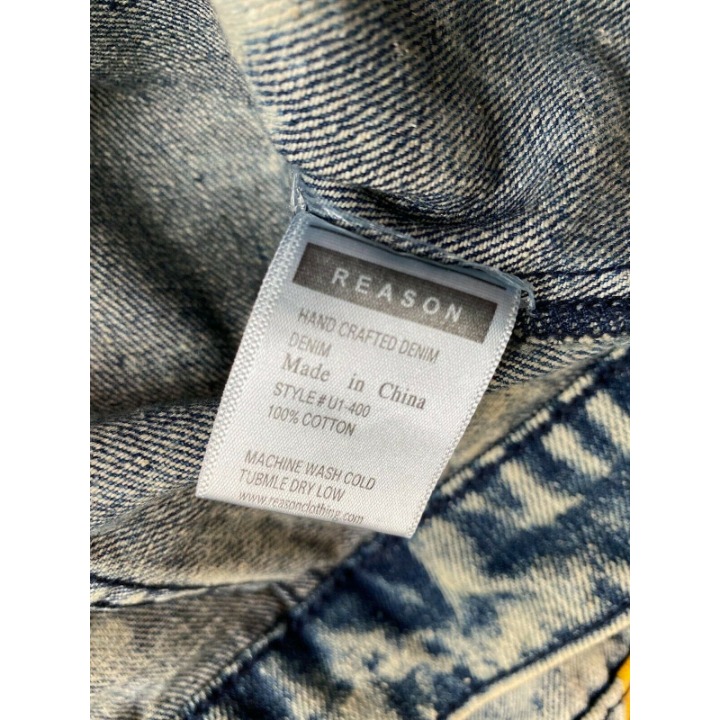 REASON
HAND CRAFTED DENIM
DENIM
Made in China
STYLE # U1-400
100% COTTON
MACHINE WASH COLD
TUBMLE DRY LOW
www.reasonclothing.com